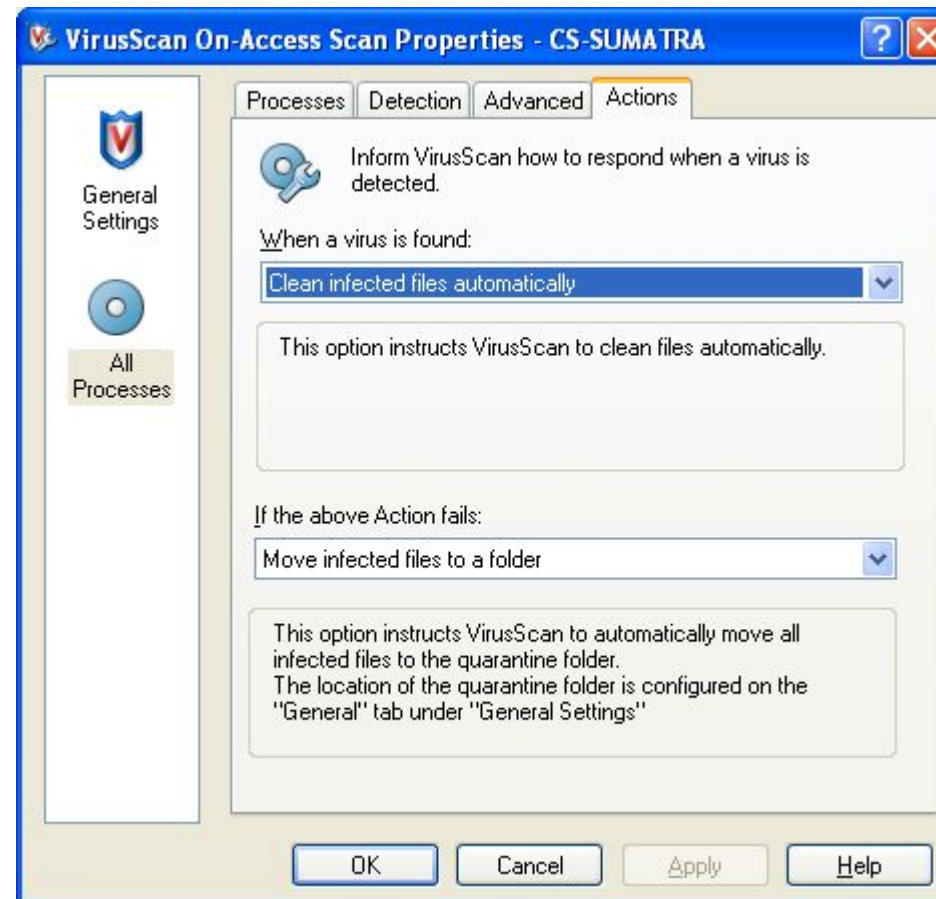 VirusScan On-Access Scan Properties - CS-SUMATRA
General
Settings
All
Processes
Processes
Detection
Advanced
Actions
Inform VirusScan how to respond when a virus is
detected.
When a virus is found:
Clean infected files automatically
This option instructs VirusScan to clean files automatically.
If the above Action fails:
Move infected files to a folder
This option instructs VirusScan to automatically move all
infected files to the quarantine folder.
The location of the quarantine folder is configured on the
"General" tab under "General Settings"
OK
Cancel
Apply
Help